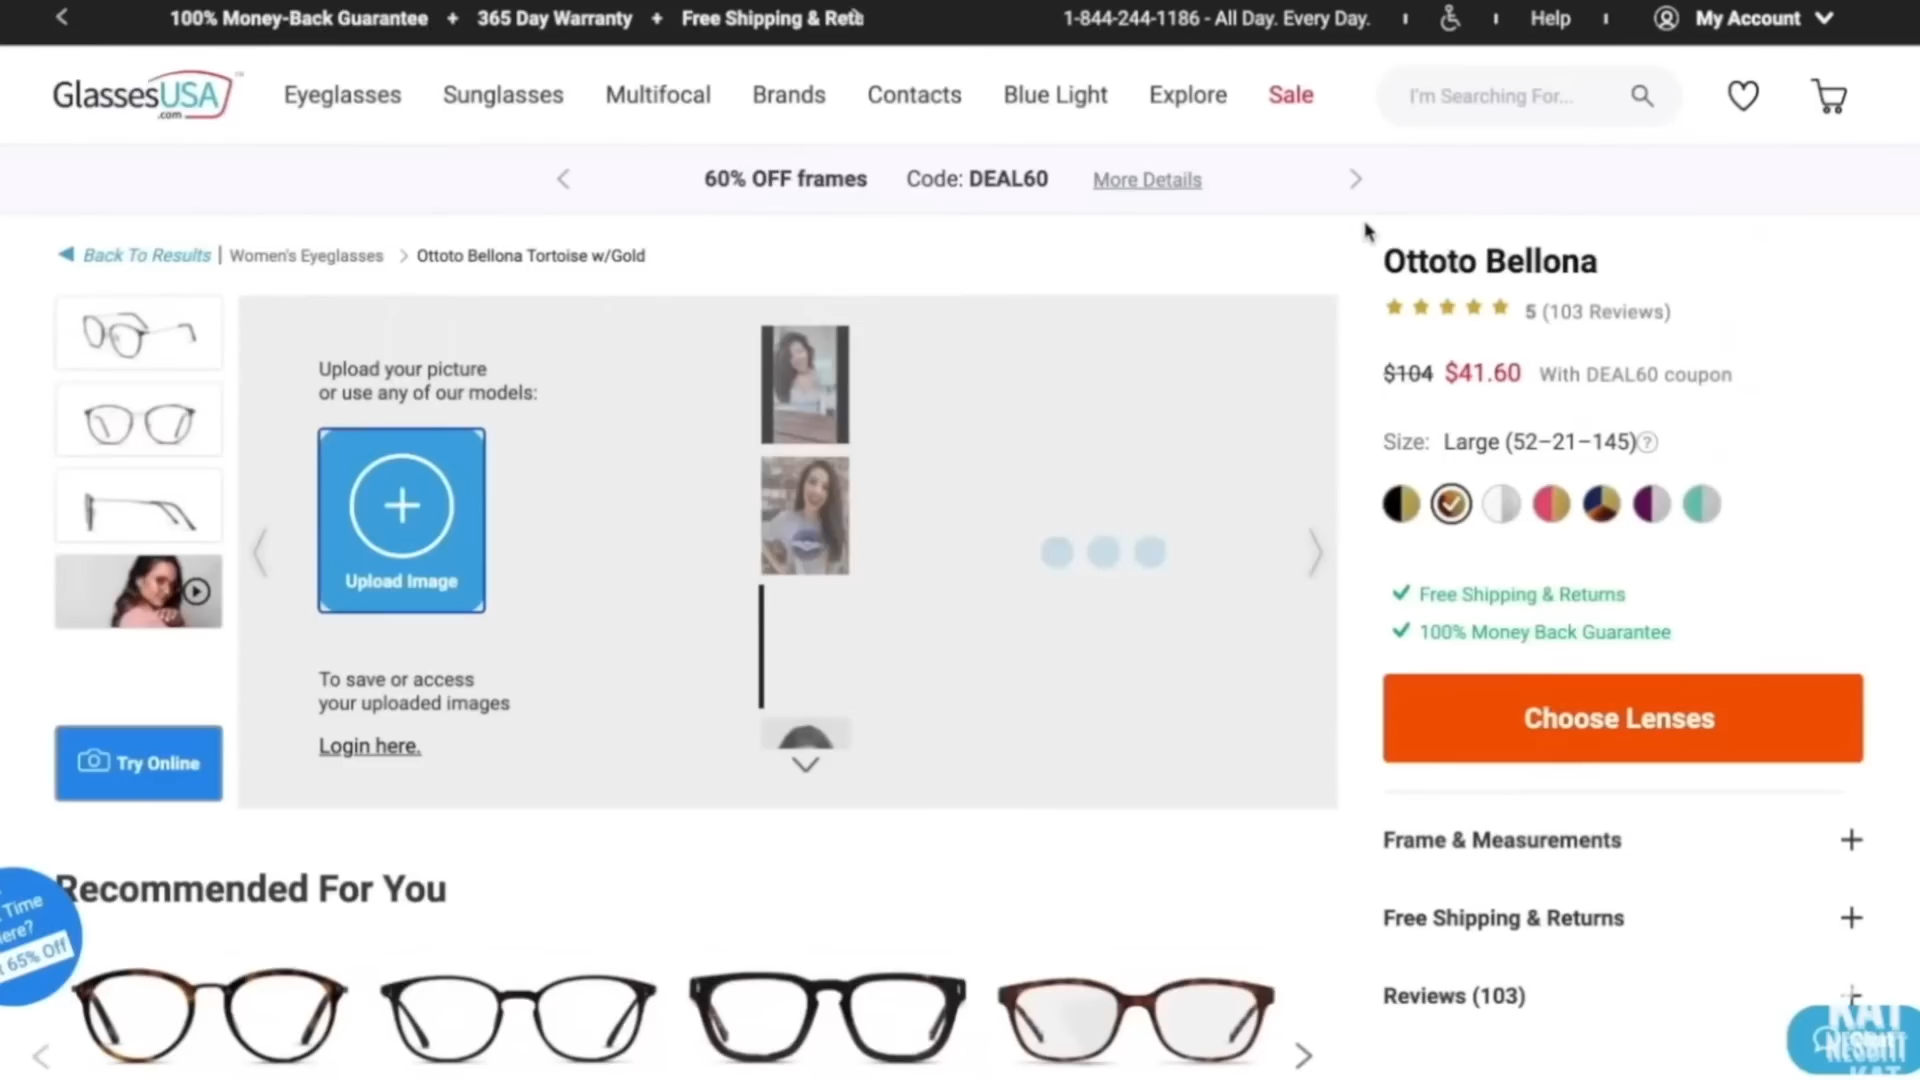 100% Money-Back Guarantee + 365 Day Warranty + Free Shipping &
1-844-244-1186 - All Day. Every Day. Help My Account
GlassesUSA
.com
Eyeglasses Sunglasses Multifocal Brands Contacts Blue Light Explore Sale
I'm Searching For...
60% OFF frames Code: DEAL60 More Details
Back To Results | Women's Eyeglasses > Ottoto Bellona Tortoise w/Gold
Upload your picture
or use any of our models:
Upload Image
To save or access
your uploaded images
Login here.
Try Online
Ottoto Bellona
5 (103 Reviews)
$104 $41.60 With DEAL60 coupon
Size: Large (52-21-145)
Free Shipping & Returns
100% Money Back Guarantee
Choose Lenses
Frame & Measurements +
Free Shipping & Returns +
Reviews (103) +
Recommended For You
Time
65% Off
KAT
NESBITT
KAT